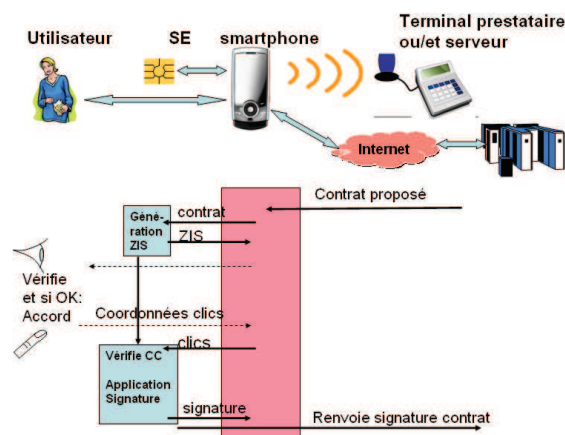 Utilisateur
SE
smartphone
Terminal prestataire
ou/et serveur
Internet
Contrat proposé
contrat
Géné-
ration
ZIS
ZIS
Vérifie
et si OK:
Accord
Coordonnées clics
clics
Vérifie CC
Application
Signature
signature
Renvoie signature contrat